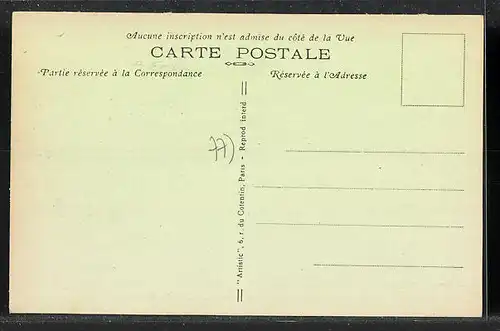 Aucune inscription n'est admise du côté de la Vue
CARTE POSTALE
Partie réservée à la Correspondance
Réservée à l'Adresse
77)
"Artistic", 6, r. du Cotentin, Paris - Reprod interd